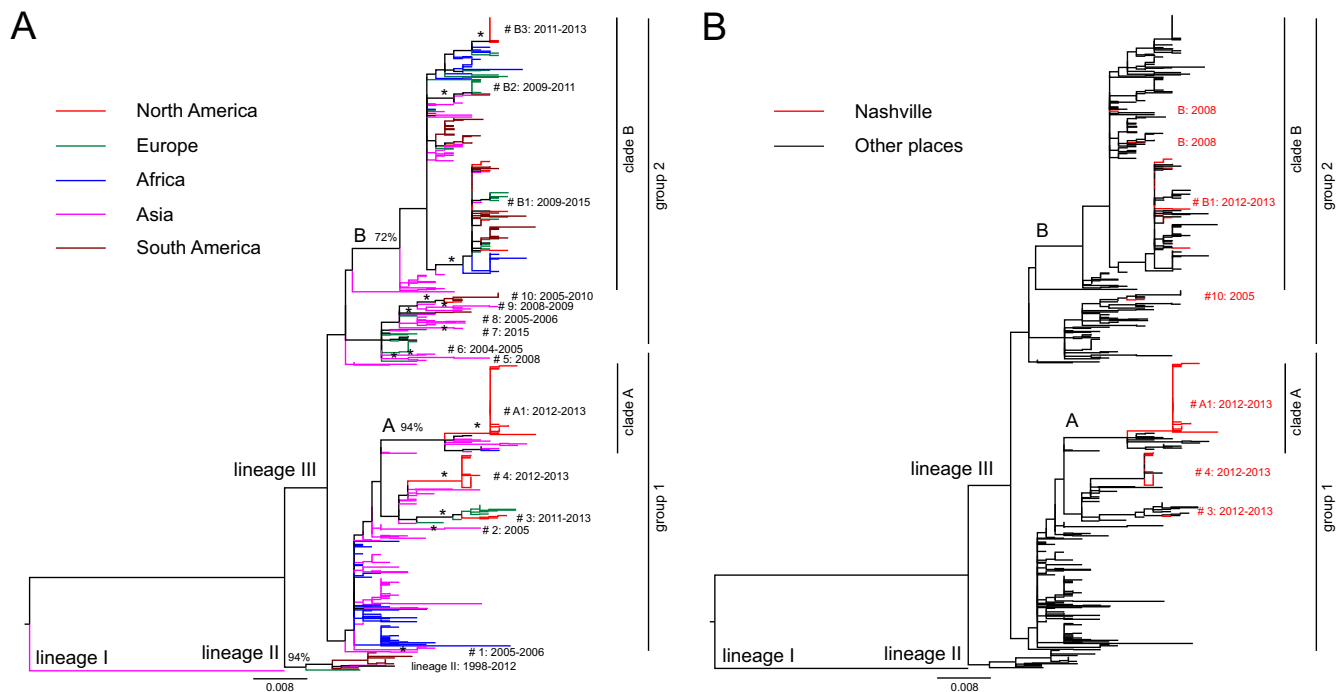 A
North America
Europe
Africa
Asia
South America
# B3: 2011-2013
*
# B2: 2009-2011
*
# B1: 2009-2015
B
72%
*
# 10: 2005-2010
*
*
# 9: 2008-2009
*
# 8: 2005-2006
*
# 7: 2015
# 6: 2004-2005
*
*
# 5: 2008
# A1: 2012-2013
A
94%
*
lineage III
# 4: 2012-2013
*
*
# 3: 2011-2013
*
# 2: 2005
lineage I
lineage II
94%
*
# 1: 2005-2006
lineage II: 1998-2012
0.008
clade B
group 2
clade A
group 1
B
Nashville
Other places
B: 2008
B: 2008
# B1: 2012-2013
B
#10: 2005
# A1: 2012-2013
A
lineage III
# 4: 2012-2013
# 3: 2012-2013
lineage I
lineage II
0.008
clade B
group 2
clade A
group 1